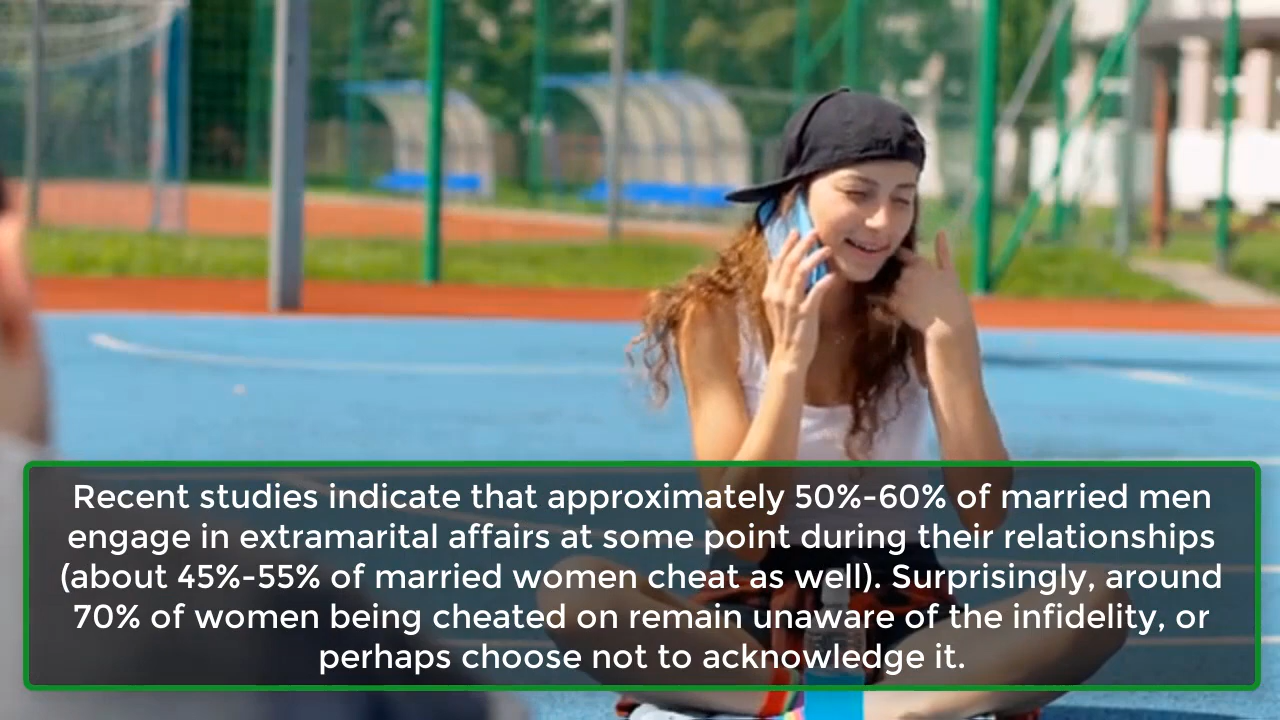 Recent studies indicate that approximately 50%-60% of married men
engage in extramarital affairs at some point during their relationships
(about 45%-55% of married women cheat as well). Surprisingly, around
70% of women being cheated on remain unaware of the infidelity, or
perhaps choose not to acknowledge it.